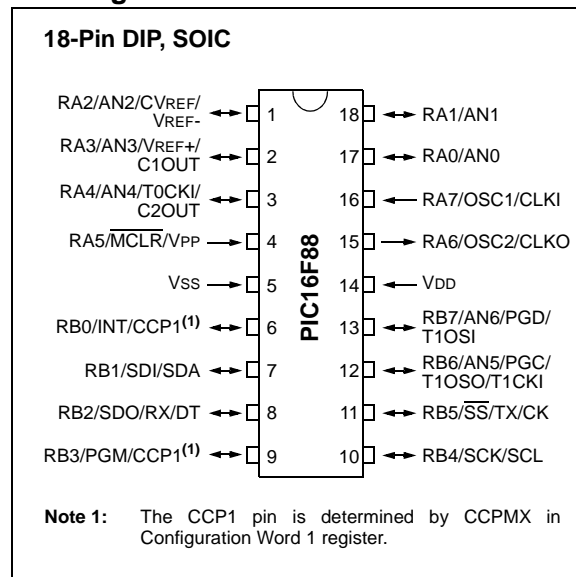 18-Pin DIP, SOIC
RA2/AN2/CVREF/
VREF-
RA3/AN3/VREF+/
C1OUT
RA4/AN4/T0CKI/
C2OUT
RA5/MCLR/VPP
VSS
RB0/INT/CCP1(1)
RB1/SDI/SDA
RB2/SDO/RX/DT
RB3/PGM/CCP1(1)
1
2
3
4
5
6
7
8
9
PIC16F88
18
17
16
15
14
13
12
11
10
RA1/AN1
RA0/AN0
RA7/OSC1/CLKI
RA6/OSC2/CLKO
VDD
RB7/AN6/PGD/
T1OSI
RB6/AN5/PGC/
T1OSO/T1CKI
RB5/SS/TX/CK
RB4/SCK/SCL
Note 1: The CCP1 pin is determined by CCPMX in
Configuration Word 1 register.